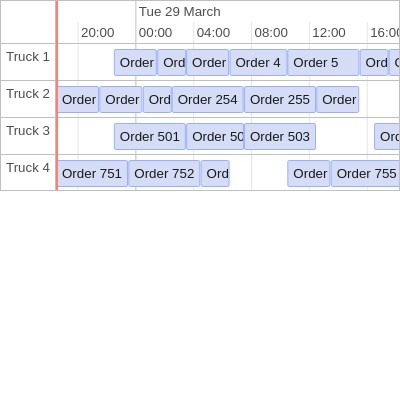 Tue 29 March
20:00 00:00 04:00 08:00 12:00 16:00
Truck 1 Order Ord Order Order 4 Order 5 Ord
Truck 2 Order Order Ord Order 254 Order 255 Order
Truck 3 Order 501 Order 50 Order 503 Ord
Truck 4 Order 751 Order 752 Ord Order Order 755